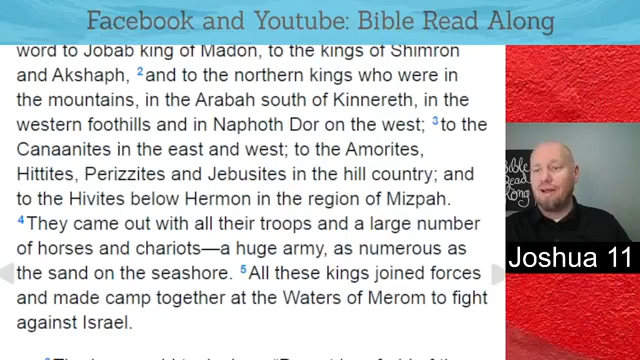 Facebook and Youtube: Bible Read Along
word to Jobab king of Madon, to the kings of Shimron
and Akshaph, 2 and to the northern kings who were in
the mountains, in the Arabah south of Kinnereth, in the
western foothills and in Naphoth Dor on the west; 3 to the
Canaanites in the east and west; to the Amorites,
Hittites, Perizzites and Jebusites in the hill country; and
to the Hivites below Hermon in the region of Mizpah.
4 They came out with all their troops and a large number
of horses and chariots—a huge army, as numerous as
the sand on the seashore. 5 All these kings joined forces
and made camp together at the Waters of Merom to fight
against Israel.
Bible
Read
Along
Joshua 11